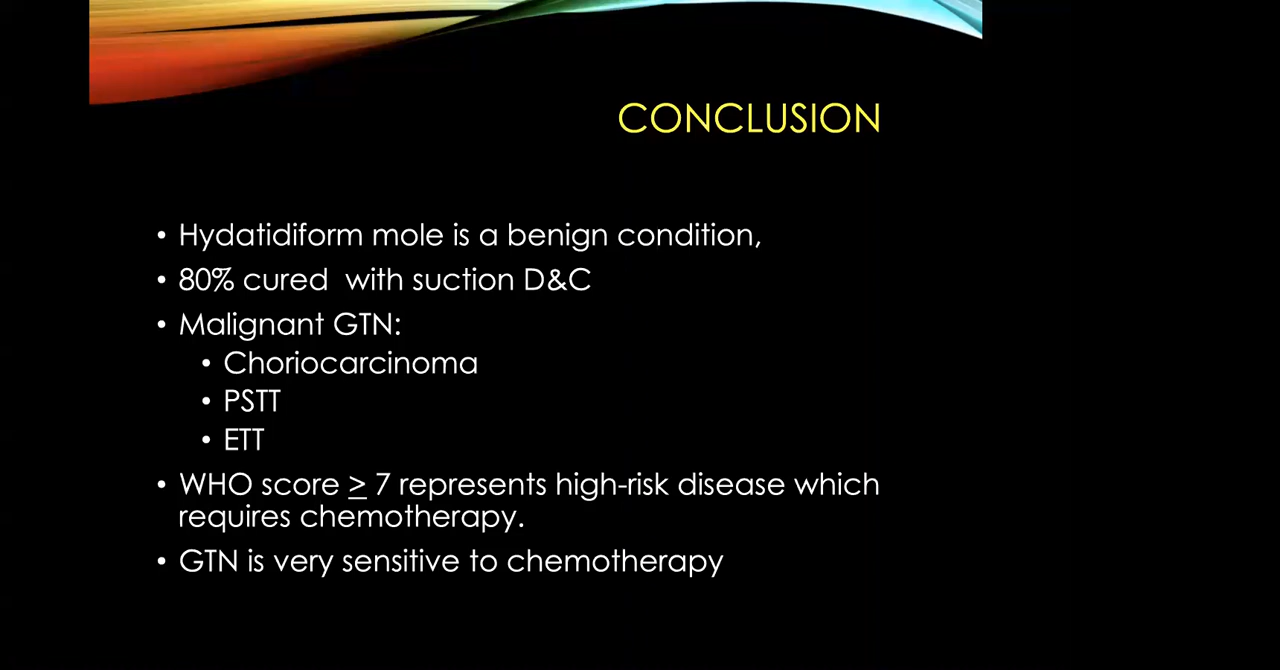 CONCLUSION
• Hydatidiform mole is a benign condition,
• 80% cured with suction D&C
• Malignant GTN:
• Choriocarcinoma
• PSTT
• ETT
• WHO score ≥ 7 represents high-risk disease which
requires chemotherapy.
• GTN is very sensitive to chemotherapy